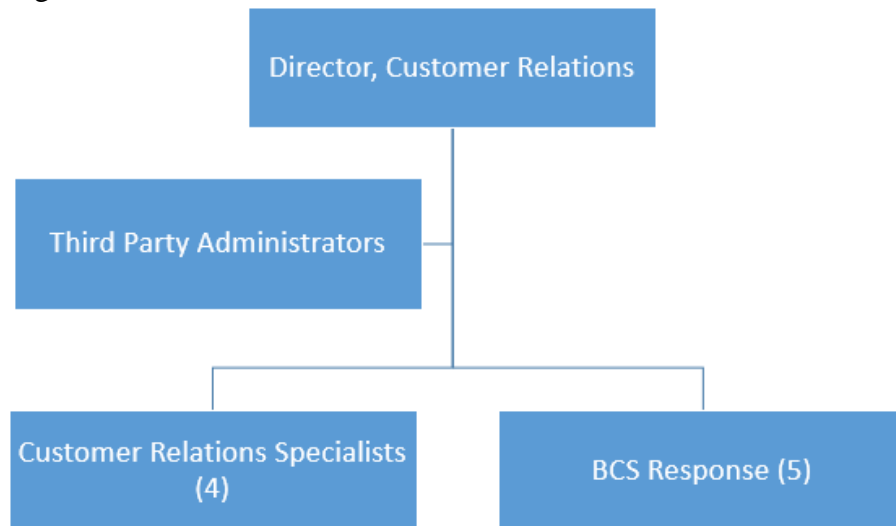 Director, Customer Relations
Third Party Administrators
Customer Relations Specialists
(4)
BCS Response (5)